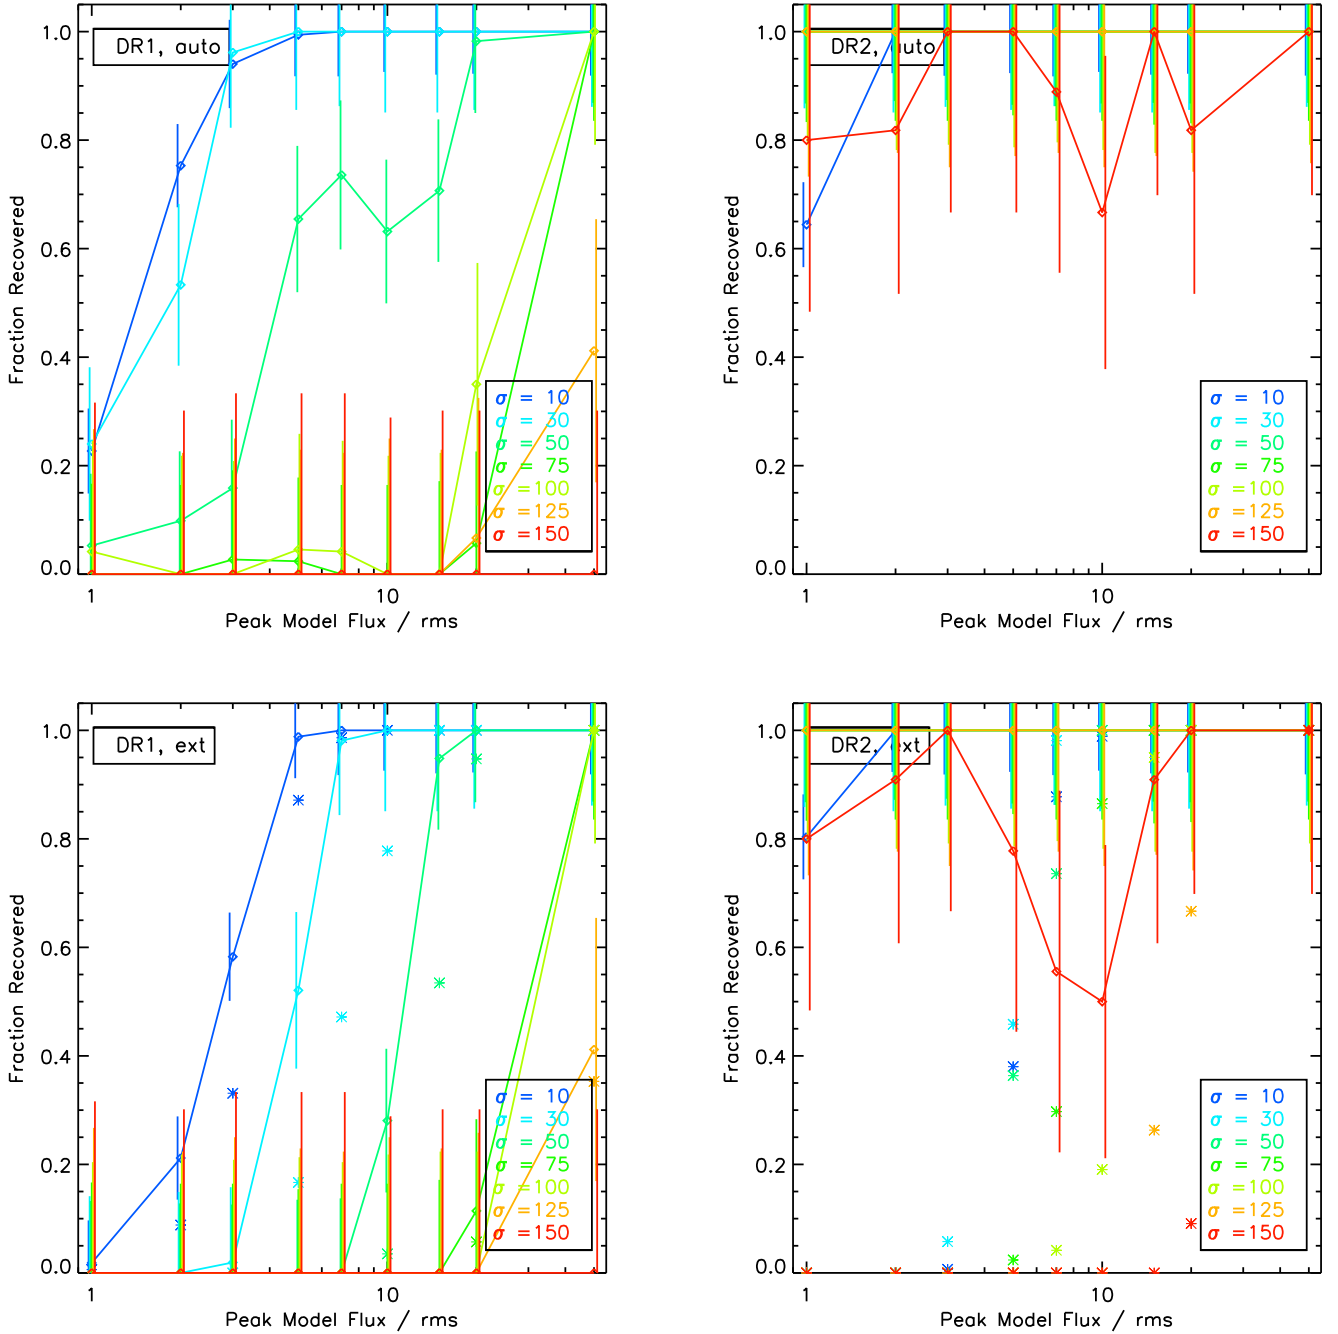 DR1, auto
1.0
0.8
0.6
0.4
0.2
0.0
Fraction Recovered
σ = 10
σ = 30
σ = 50
σ = 75
σ =100
σ =125
σ =150
1
10
Peak Model Flux / rms
DR2, auto
1.0
0.8
0.6
0.4
0.2
0.0
Fraction Recovered
σ = 10
σ = 30
σ = 50
σ = 75
σ =100
σ =125
σ =150
1
10
Peak Model Flux / rms
DR1, ext
1.0
0.8
0.6
0.4
0.2
0.0
Fraction Recovered
σ = 10
σ = 30
σ = 50
σ = 75
σ =100
σ =125
σ =150
1
10
Peak Model Flux / rms
DR2, ext
1.0
0.8
0.6
0.4
0.2
0.0
Fraction Recovered
σ = 10
σ = 30
σ = 50
σ = 75
σ =100
σ =125
σ =150
1
10
Peak Model Flux / rms